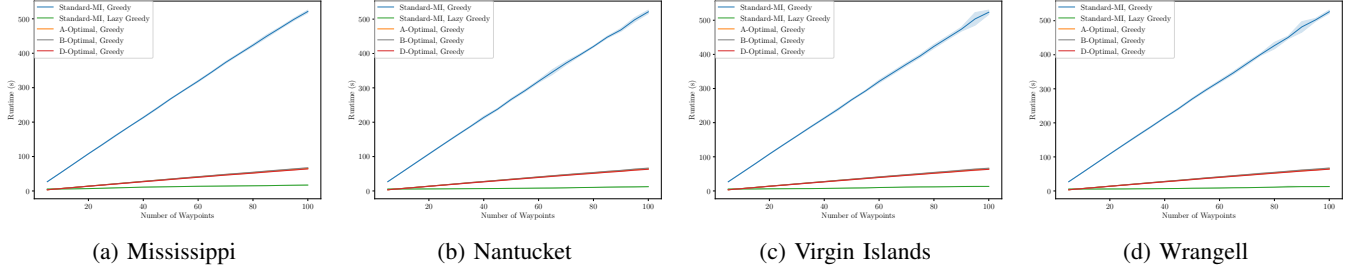 Standard-MI, Greedy
Standard-MI, Lazy Greedy
A-Optimal, Greedy
B-Optimal, Greedy
D-Optimal, Greedy
500
400
300
200
100
0
Runtime (s)
20
40
60
80
100
Number of Waypoints
(a) Mississippi
Standard-MI, Greedy
Standard-MI, Lazy Greedy
A-Optimal, Greedy
B-Optimal, Greedy
D-Optimal, Greedy
500
400
300
200
100
0
Runtime (s)
20
40
60
80
100
Number of Waypoints
(b) Nantucket
Standard-MI, Greedy
Standard-MI, Lazy Greedy
A-Optimal, Greedy
B-Optimal, Greedy
D-Optimal, Greedy
500
400
300
200
100
0
Runtime (s)
20
40
60
80
100
Number of Waypoints
(c) Virgin Islands
Standard-MI, Greedy
Standard-MI, Lazy Greedy
A-Optimal, Greedy
B-Optimal, Greedy
D-Optimal, Greedy
500
400
300
200
100
0
Runtime (s)
20
40
60
80
100
Number of Waypoints
(d) Wrangell